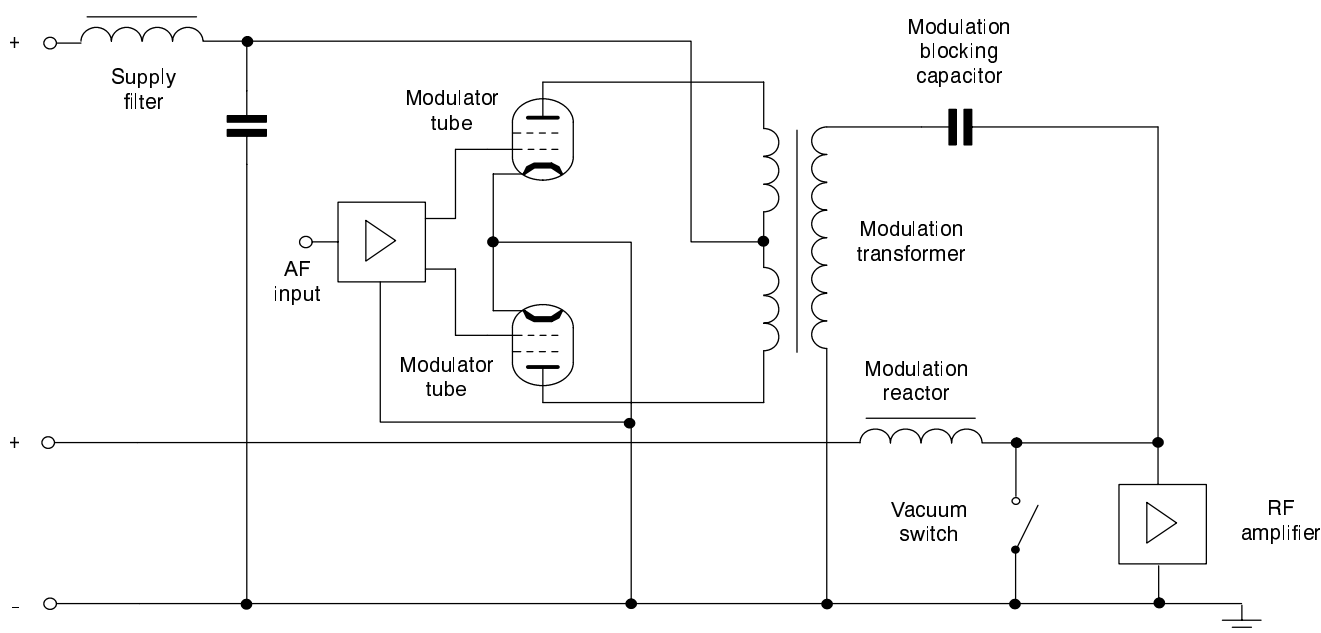 Modulation
blocking
capacitor
+
Supply
filter
Modulator
tube
Modulation
transformer
AF
input
Modulator
tube
Modulation
reactor
+
Vacuum
switch
RF
amplifier
–